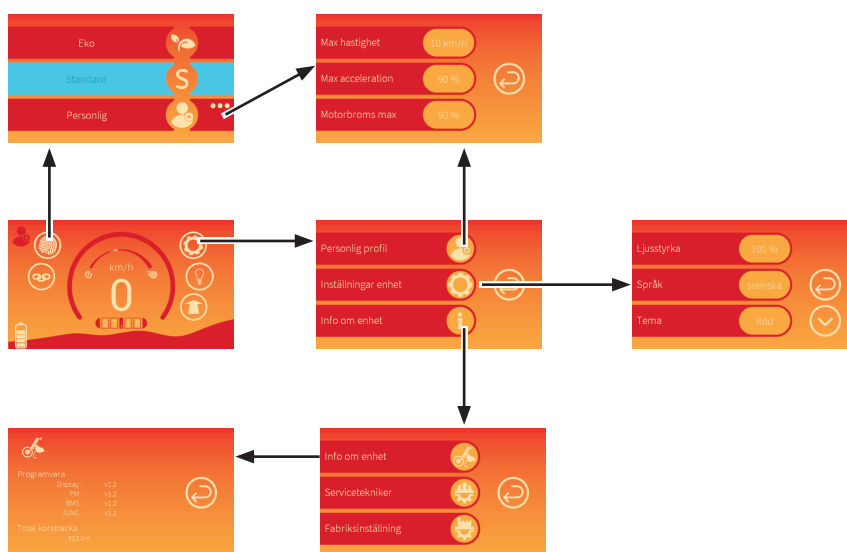 Eko
Standard
S
Personlig
Max hastighet 10 km/h
Max acceleration 90 %
Motorbroms max 90 %
km/h
0
Personlig profil
Inställningar enhet
Info om enhet
Ljusstyrka 100 %
Språk svenska
Tema Röd
Programvara
Display : v1.2
PM : v1.2
BMS : v1.2
JUNC : v1.2
Total körsträcka
313 km
Info om enhet
Servicetekniker
Fabriksinställning